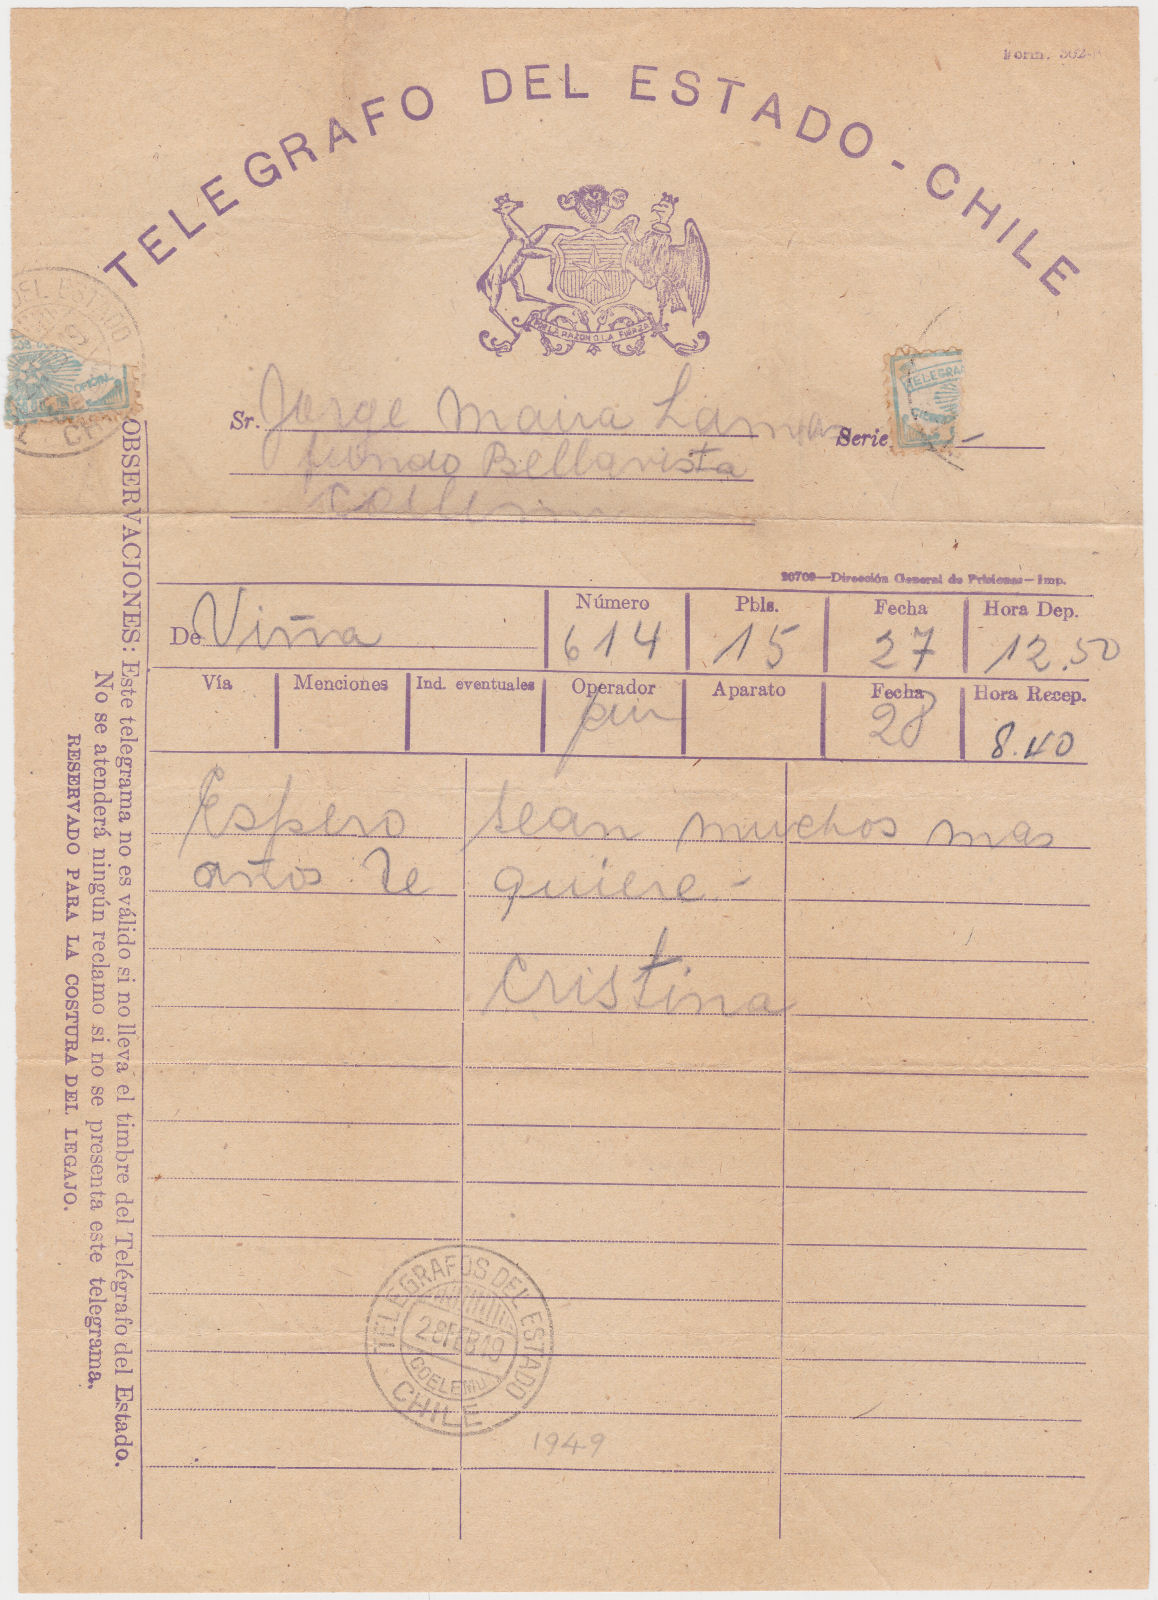 Form. 302-
TELEGRAFO DEL ESTADO - CHILE
POR LA RAZON O LA FUERZA
DEL ESTADO
CH
TELEGRA
Sr. Jorge Maira
Serie
fundo Bellavista
20709—Dirección General de Prisiones—Imp.
De Viña
Número 614
Pbls. 15
Fecha 27
Hora Dep. 12.50
Vía
Menciones
Ind. eventuales
Operador
Aparato
Fecha 28
Hora Recep. 8.40
Espero sean muchos mas
años Te quiere -
Cristina
TELEGRAFOS DEL ESTADO
28 FEB 49
COELEMU
CHILE
1949
OBSERVACIONES: Este telegrama no es válido si no lleva el timbre del Telégrafo del Estado.
No se atenderá ningún reclamo si no se presenta este telegrama.
RESERVADO PARA LA COSTURA DEL LEGAJO.